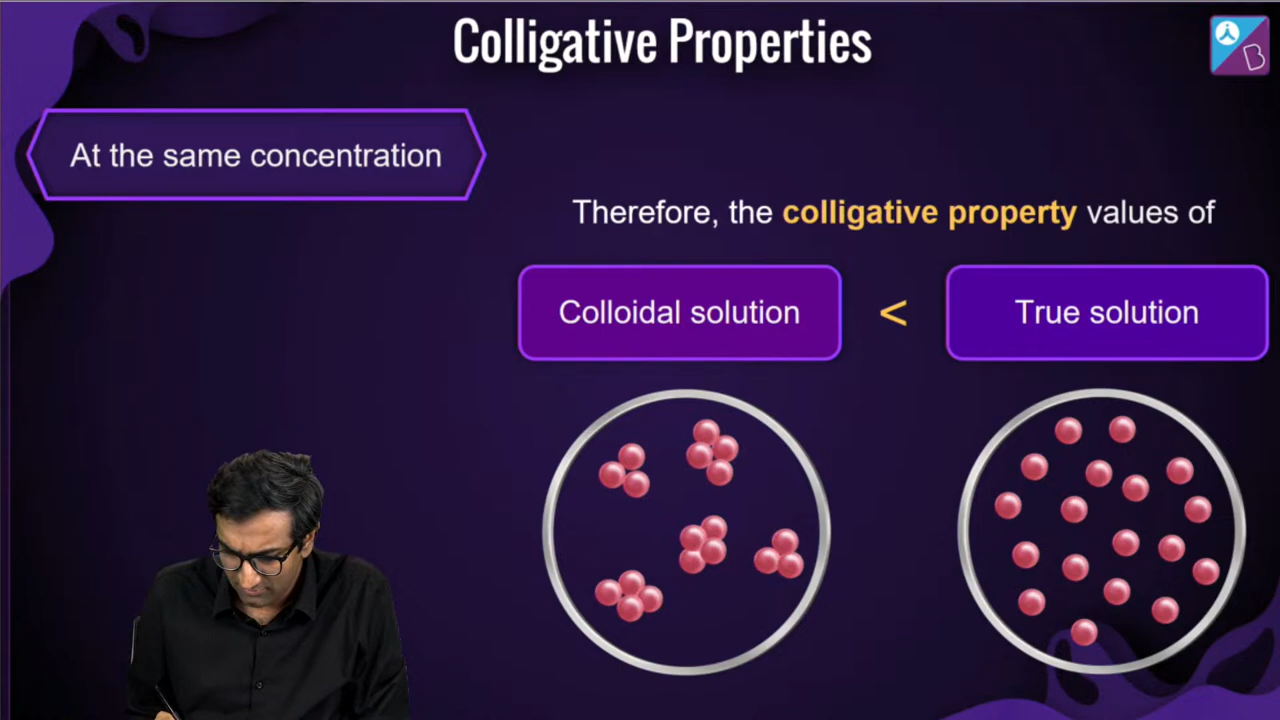 Colligative Properties
B
At the same concentration
Therefore, the colligative property values of
Colloidal solution < True solution